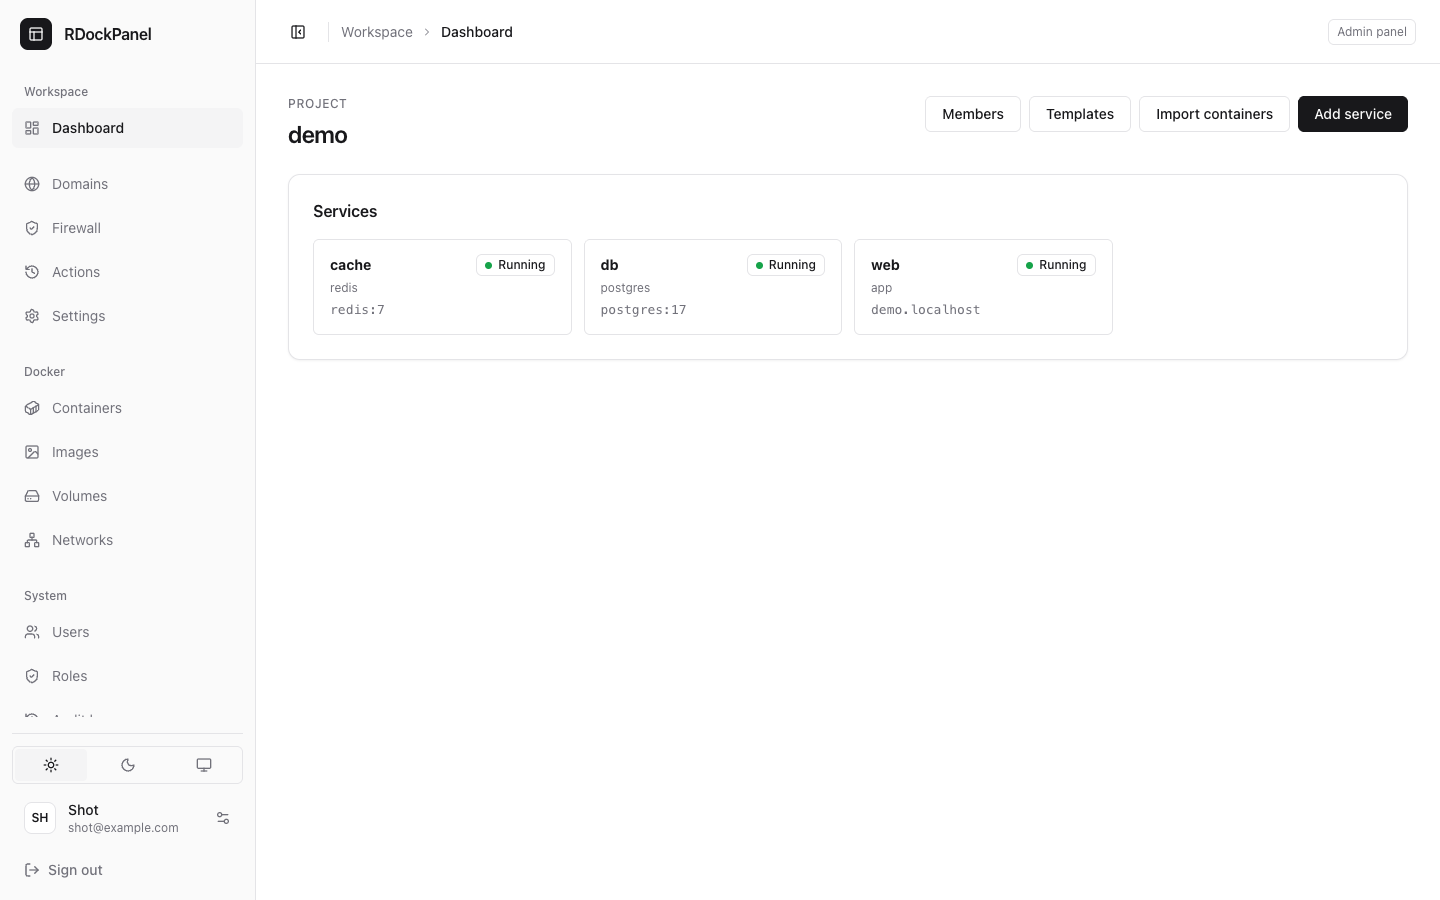 RDockPanel
Workspace
Dashboard
Domains
Firewall
Actions
Settings
Docker
Containers
Images
Volumes
Networks
System
Users
Roles
SH
Shot
shot@example.com
Sign out
Workspace > Dashboard
Admin panel
PROJECT
demo
Members
Templates
Import containers
Add service
Services
cache
Running
redis
redis:7
db
Running
postgres
postgres:17
web
Running
app
demo.localhost